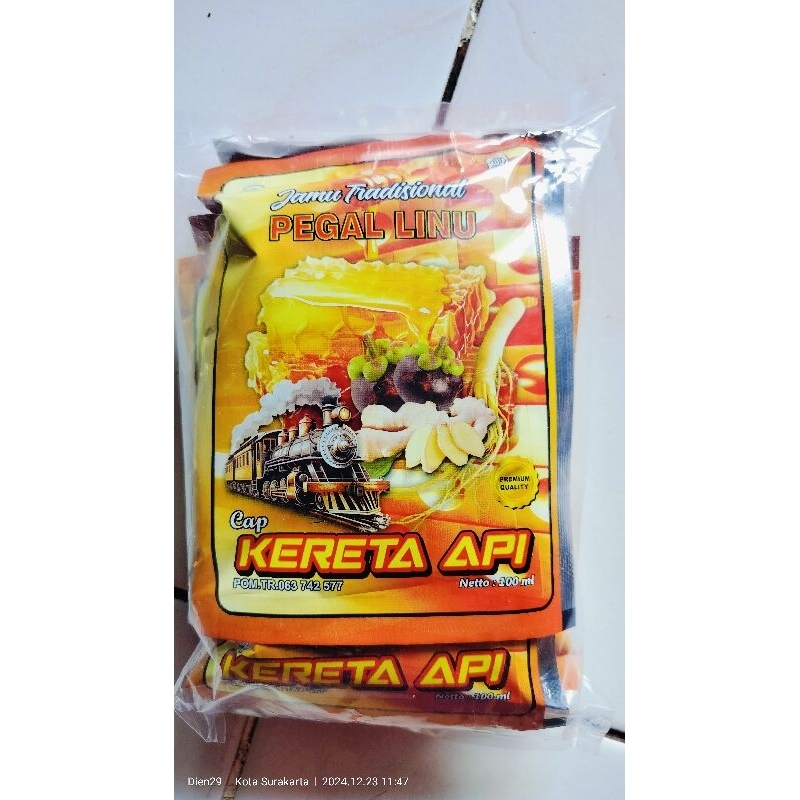 Jamu Tradisional
PEGAL LINU
PREMIUM
QUALITY
Cap
KERETA API
POM.TR.063 742 577
Netto : 100 ml
KERETA API
Netto : 100 ml
Dien29 Kota Surakarta | 2024.12.23 11:47